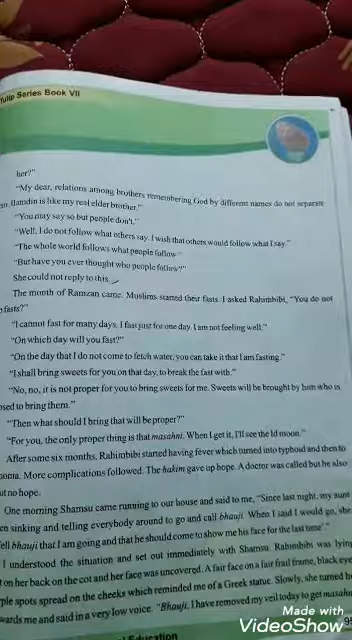 Tulip Series Book VII
her?"
"My dear, relations among brothers remembering God by different names do not separate
Ilamdin is like my real elder brother."
"You may say so but people don't."
"Well, I do not follow what others say. I wish that others would follow what I say."
"The whole world follows what people follow"
"But have you ever thought who people follow?"
She could not reply to this.
The month of Ramzan came. Muslims started their fasts. I asked Rahimbibi, "You do not
fasts?"
"I cannot fast for many days. I fast just for one day. I am not feeling well."
"On which day will you fast?"
"On the day that I do not come to fetch water, you can take it that I am fasting."
"I shall bring sweets for you on that day, to break the fast with."
"No, no, it is not proper for you to bring sweets for me. Sweets will be brought by him who is
osed to bring them."
"Then what should I bring that will be proper?"
"For you, the only proper thing is that masahni. When I get it, I'll see the Id moon."
After some six months, Rahimbibi started having fever which turned into typhoid and then to
monia. More complications followed. The hakim gave up hope. A doctor was called but he also
ut no hope.
One morning Shamsu came running to our house and said to me, "Since last night, my aunt
en sinking and telling everybody around to go and call bhauji. When I said I would go, she
ell bhauji that I am going and that he should come to show me his face for the last time'."
I understood the situation and set out immediately with Shamsu. Rahimbibi was lying
on her back on the cot and her face was uncovered. A fair face on a fair frail frame, black eye
ple spots spread on the cheeks which reminded me of a Greek statue. Slowly, she turned he
wards me and said in a very low voice. "Bhauji, I have removed my veil today to get masahn
Education
Made with
VideoShow